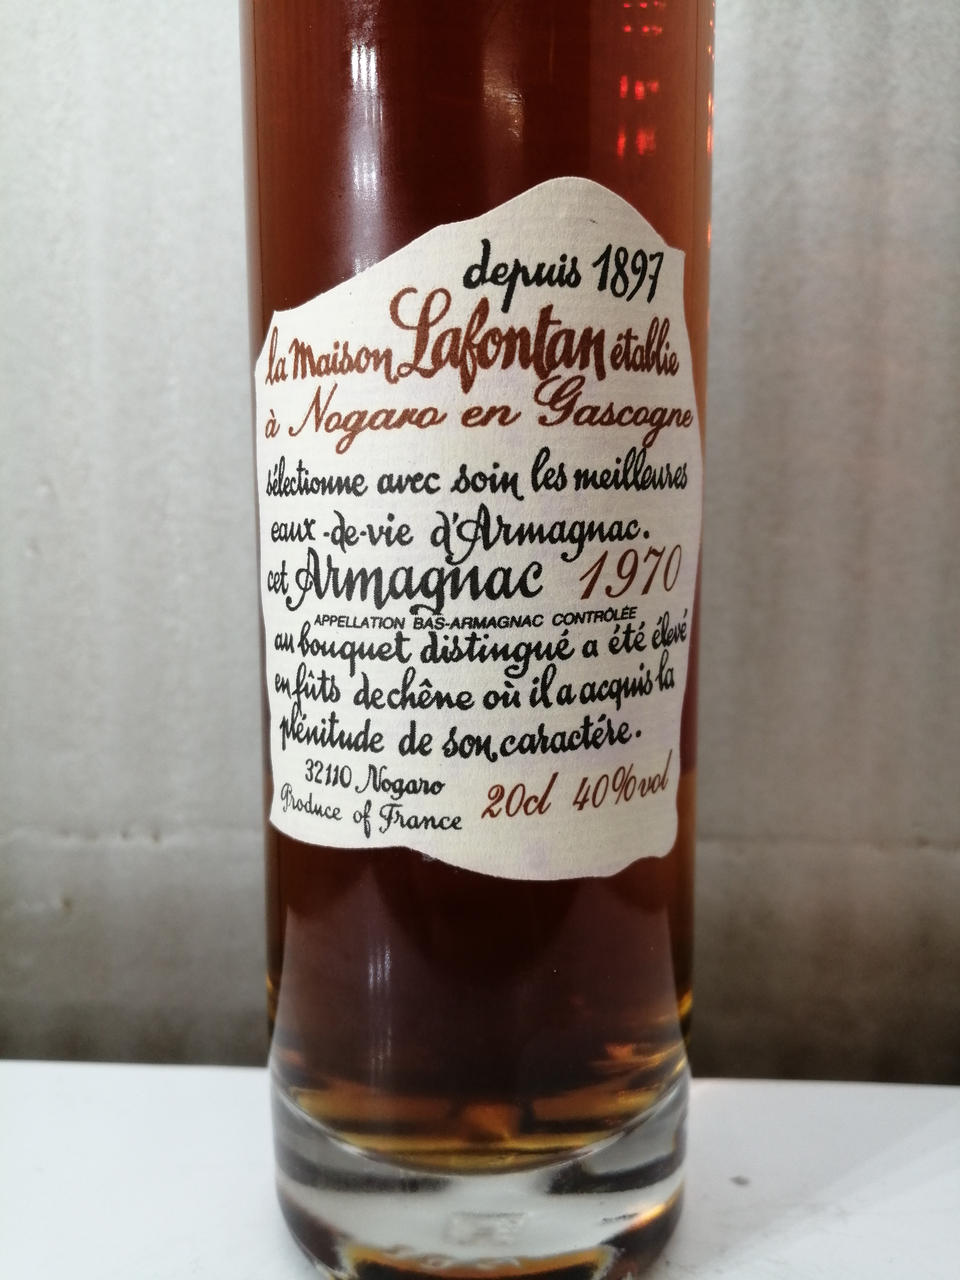 depuis 1897
la Maison Lafontan établie
à Nogaro en Gascogne
sélectionne avec soin les meilleures
eaux-de-vie d'Armagnac.
cet Armagnac 1970
APPELLATION BAS-ARMAGNAC CONTRÔLÉE
au bouquet distingué a été élevé
en fûts de chêne où il a acquis la
plénitude de son caractére.
32110 Nogaro
Produce of France
20cl 40%vol